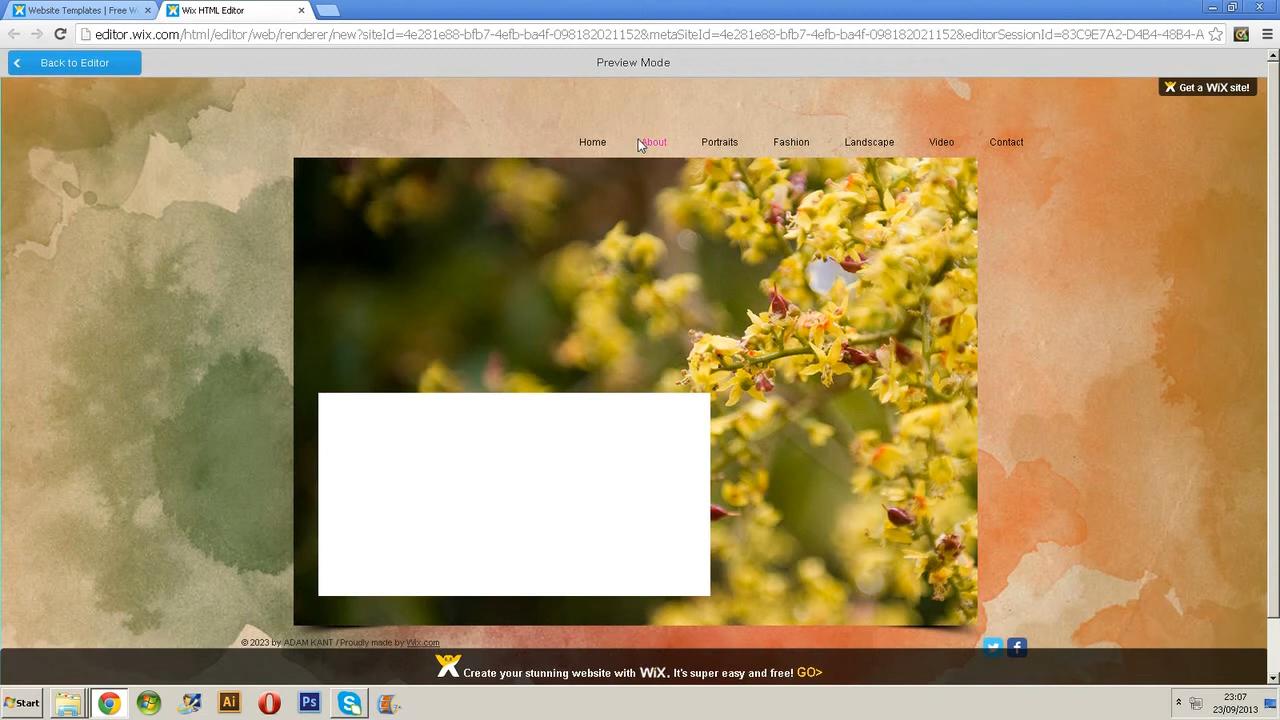 Website Templates | Free W
Wix HTML Editor
editor.wix.com/html/editor/web/renderer/new?siteId=4e281e88-bfb7-4efb-ba4f-098182021152&metaSiteId=4e281e88-bfb7-4efb-ba4f-098182021152&editorSessionId=83C9E7A2-D4B4-48B4-A
Back to Editor
Preview Mode
Get a WiX site!
Home About Portraits Fashion Landscape Video Contact
© 2023 by ADAM KANT / Proudly made by Wix.com
Create your stunning website with WiX. It's super easy and free! GO>
Start
Ai
Ps
23:07
23/09/2013